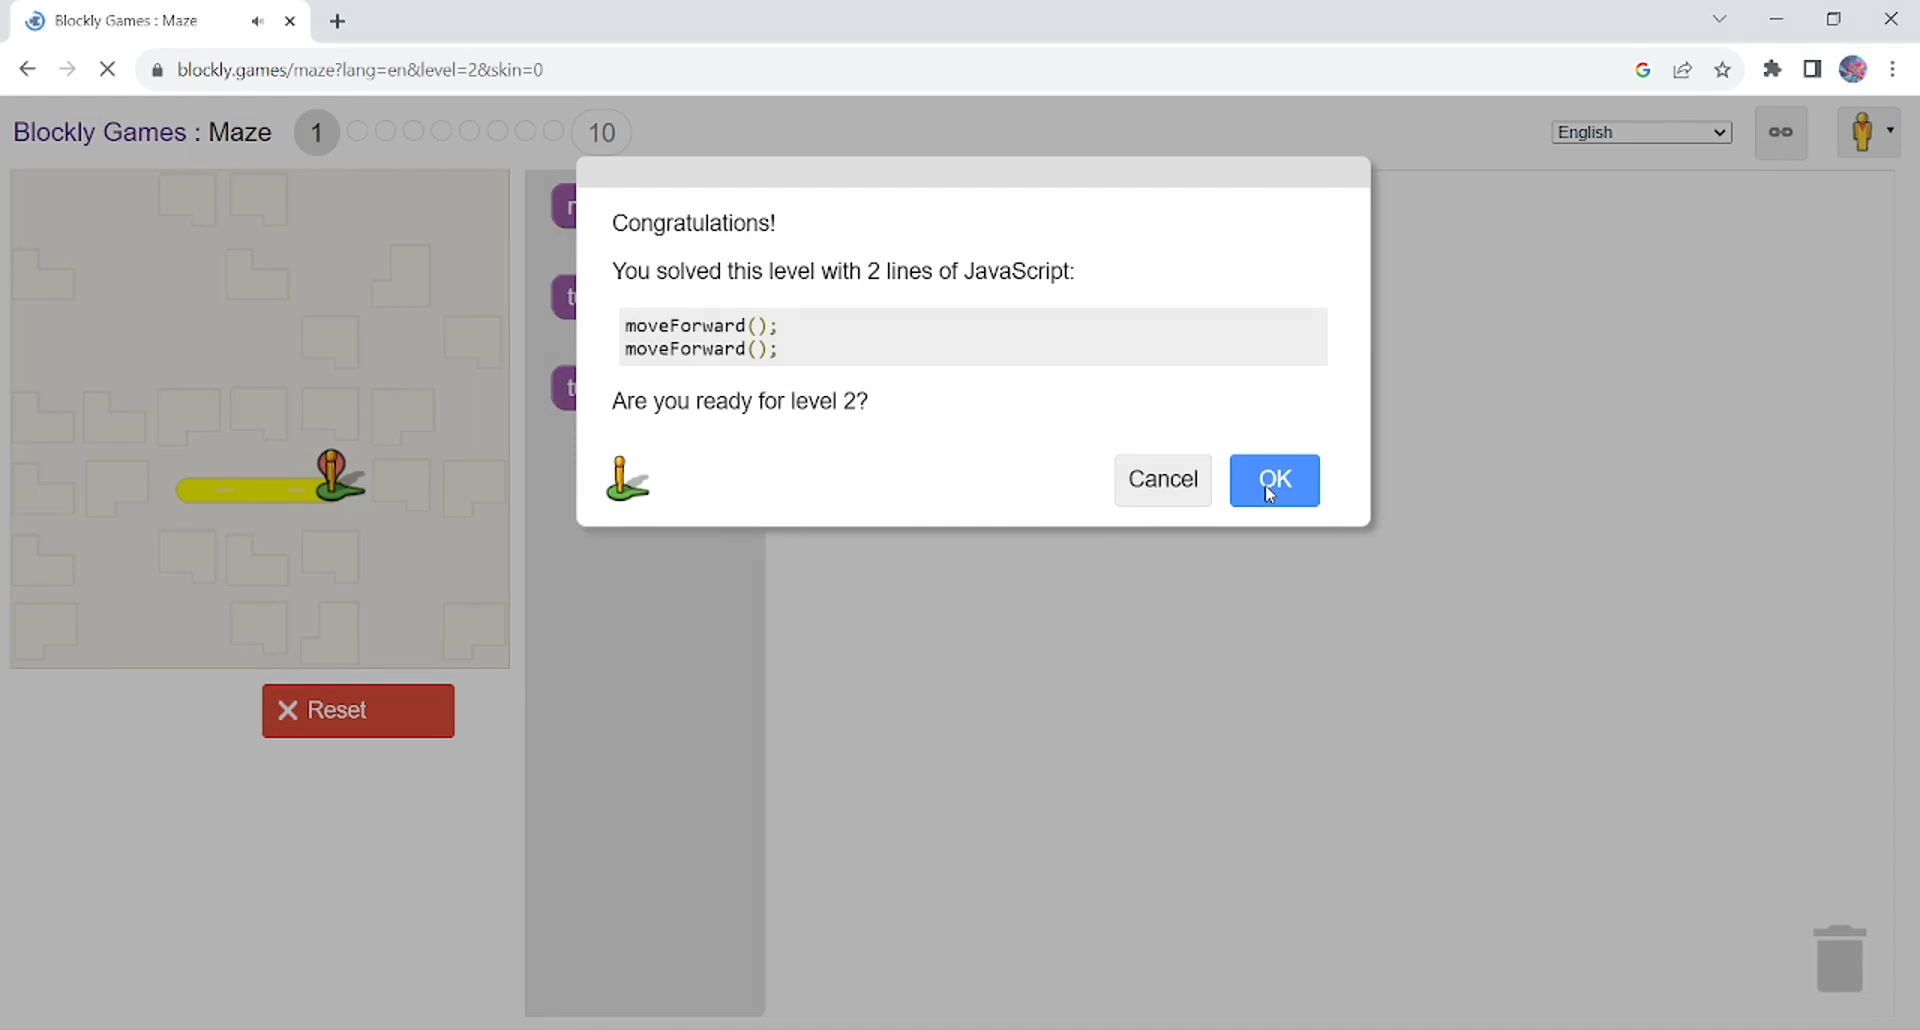 Blockly Games : Maze
blockly.games/maze?lang=en&level=2&skin=0
Blockly Games : Maze 1 10
English
Congratulations!
You solved this level with 2 lines of JavaScript:
moveForward();
moveForward();
Are you ready for level 2?
Cancel
OK
Reset